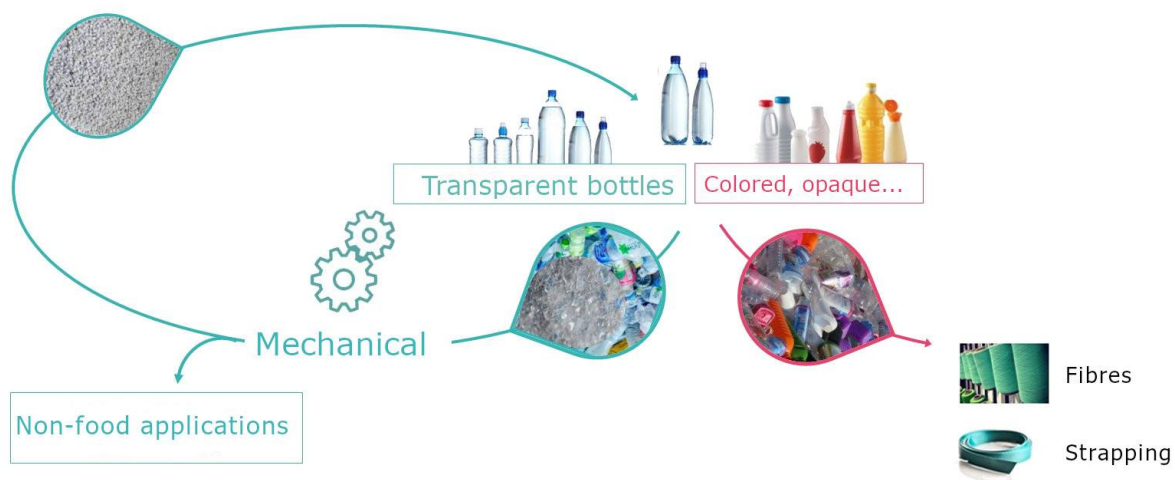 Transparent bottles
Colored, opaque...
Mechanical
Non-food applications
Fibres
Strapping